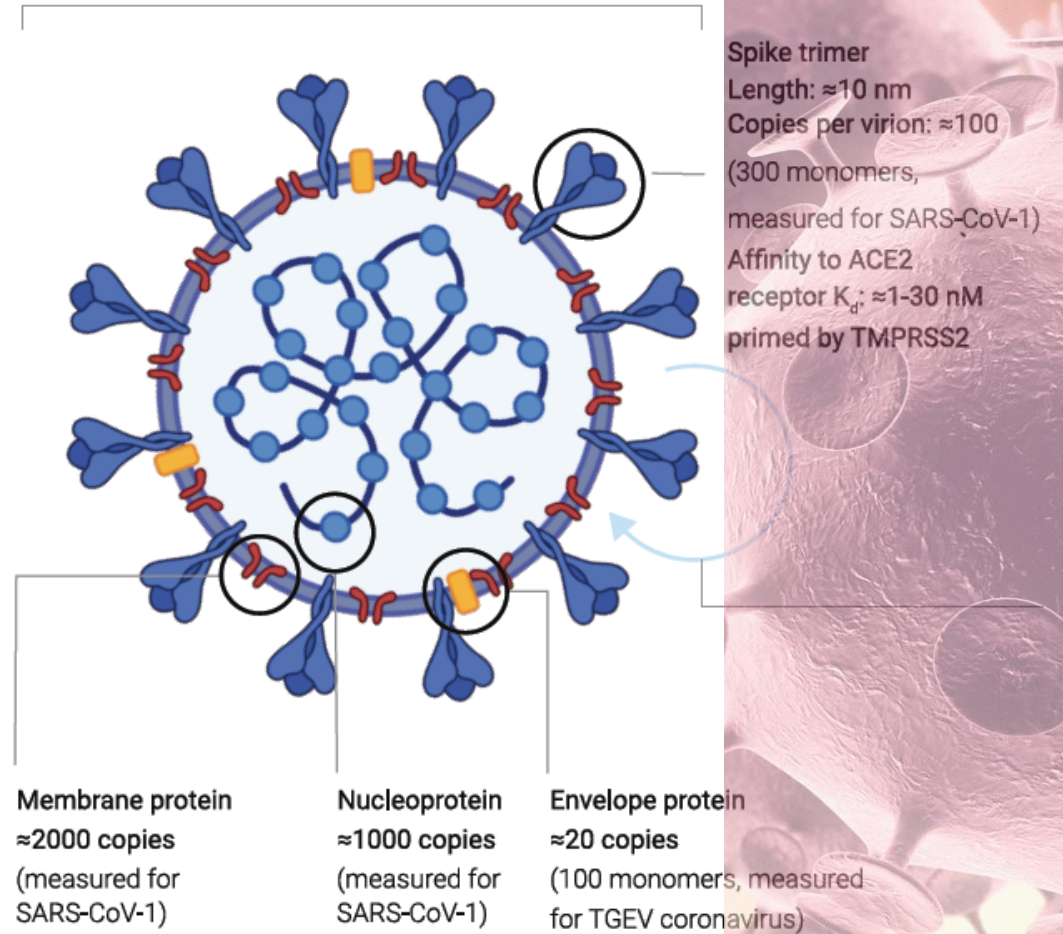 Spike trimer
Length: ≈10 nm
Copies per virion: ≈100
(300 monomers,
measured for SARS-CoV-1)
Affinity to ACE2
receptor Kd: ≈1-30 nM
primed by TMPRSS2
Membrane protein
≈2000 copies
(measured for
SARS-CoV-1)
Nucleoprotein
≈1000 copies
(measured for
SARS-CoV-1)
Envelope protein
≈20 copies
(100 monomers, measured
for TGEV coronavirus)